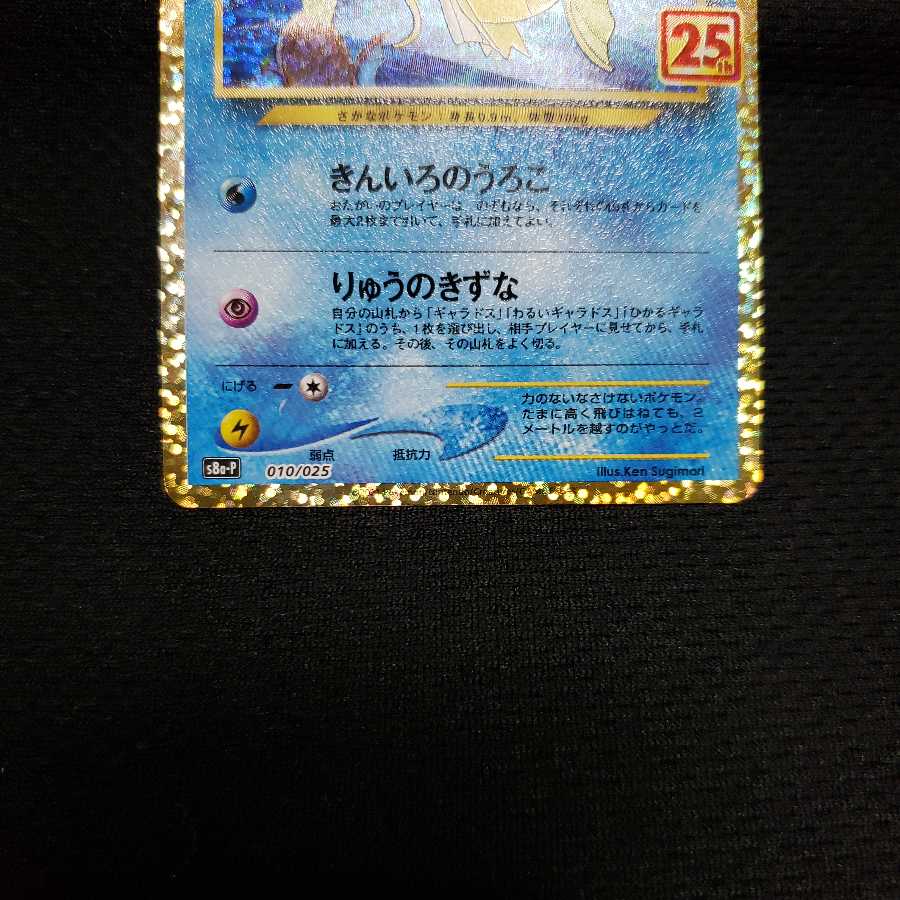 25th
さかなポケモン：身長0.9m 体重10kg
きんいろのうろこ
おたがいのプレイヤーは、のぞむなら、それぞれの山札からカードを
最大2枚まで引いて、手札に加えてよい。
りゅうのきずな
自分の山札から「ギャラドス」「わるいギャラドス」「ひかるギャラ
ドス」のうち、1枚を選び出し、相手プレイヤーに見せてから、手札
に加える。その後、その山札をよく切る。
にげる
力のないなさけないポケモン。
たまに高く飛びはねても、2
メートルを越すのがやっとだ。
弱点
抵抗力
s8a-P
010/025
Illus.Ken Sugimori